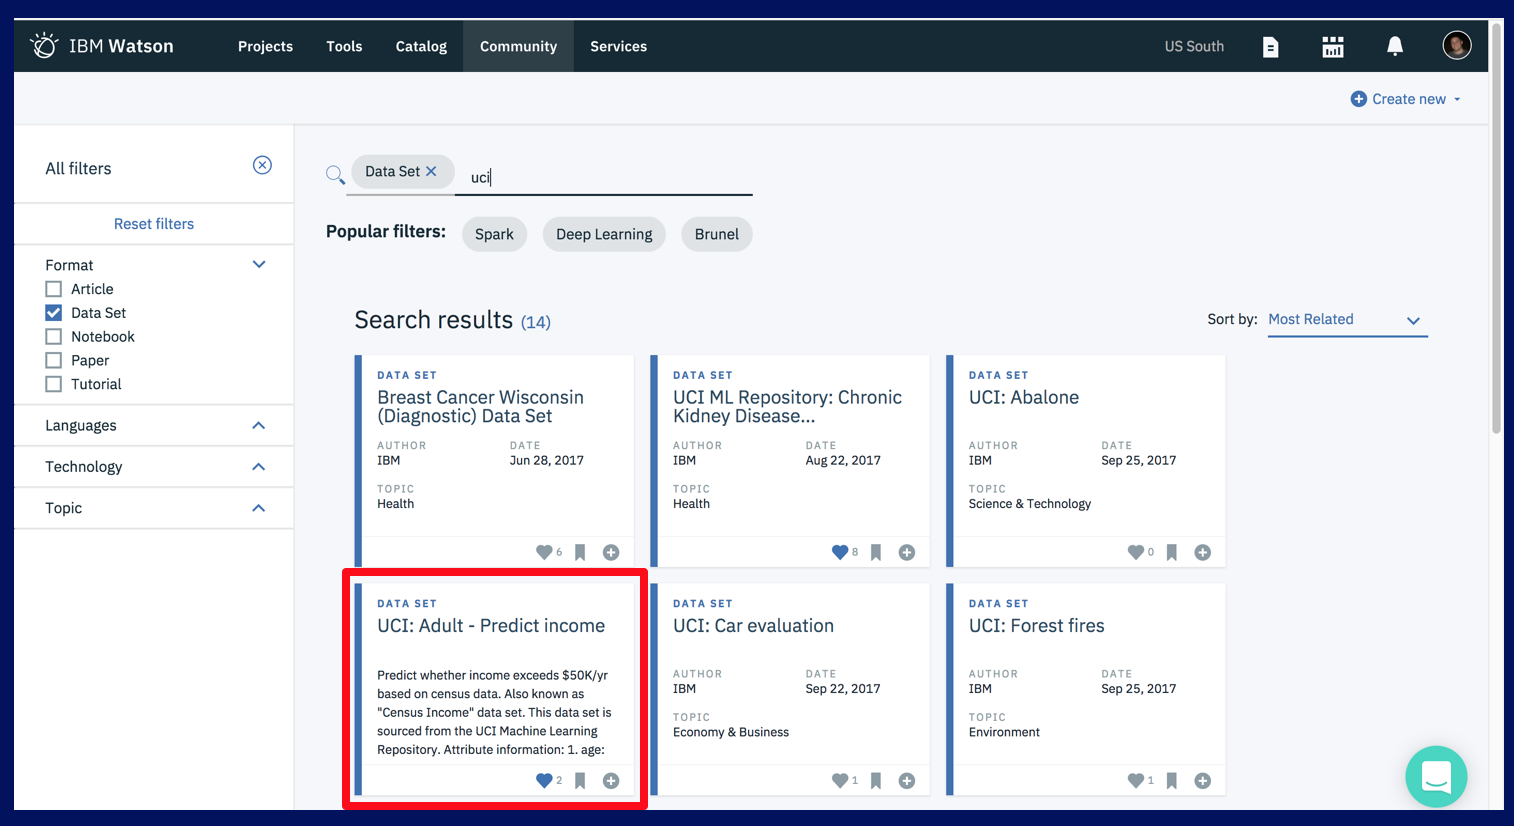 IBM Watson
Projects
Tools
Catalog
Community
Services
US South
Create new
All filters
Reset filters
Format
Article
Data Set
Notebook
Paper
Tutorial
Languages
Technology
Topic
Data Set
uci
Popular filters:
Spark
Deep Learning
Brunel
Search results (14)
Sort by: Most Related
DATA SET
Breast Cancer Wisconsin
(Diagnostic) Data Set
AUTHOR DATE
IBM Jun 28, 2017
TOPIC
Health
6
DATA SET
UCI ML Repository: Chronic
Kidney Disease...
AUTHOR DATE
IBM Aug 22, 2017
TOPIC
Health
8
DATA SET
UCI: Abalone
AUTHOR DATE
IBM Sep 25, 2017
TOPIC
Science & Technology
0
DATA SET
UCI: Adult - Predict income
Predict whether income exceeds $50K/yr
based on census data. Also known as
"Census Income" data set. This data set is
sourced from the UCI Machine Learning
Repository. Attribute information: 1. age:
2
DATA SET
UCI: Car evaluation
AUTHOR DATE
IBM Sep 22, 2017
TOPIC
Economy & Business
1
DATA SET
UCI: Forest fires
AUTHOR DATE
IBM Sep 25, 2017
TOPIC
Environment
1